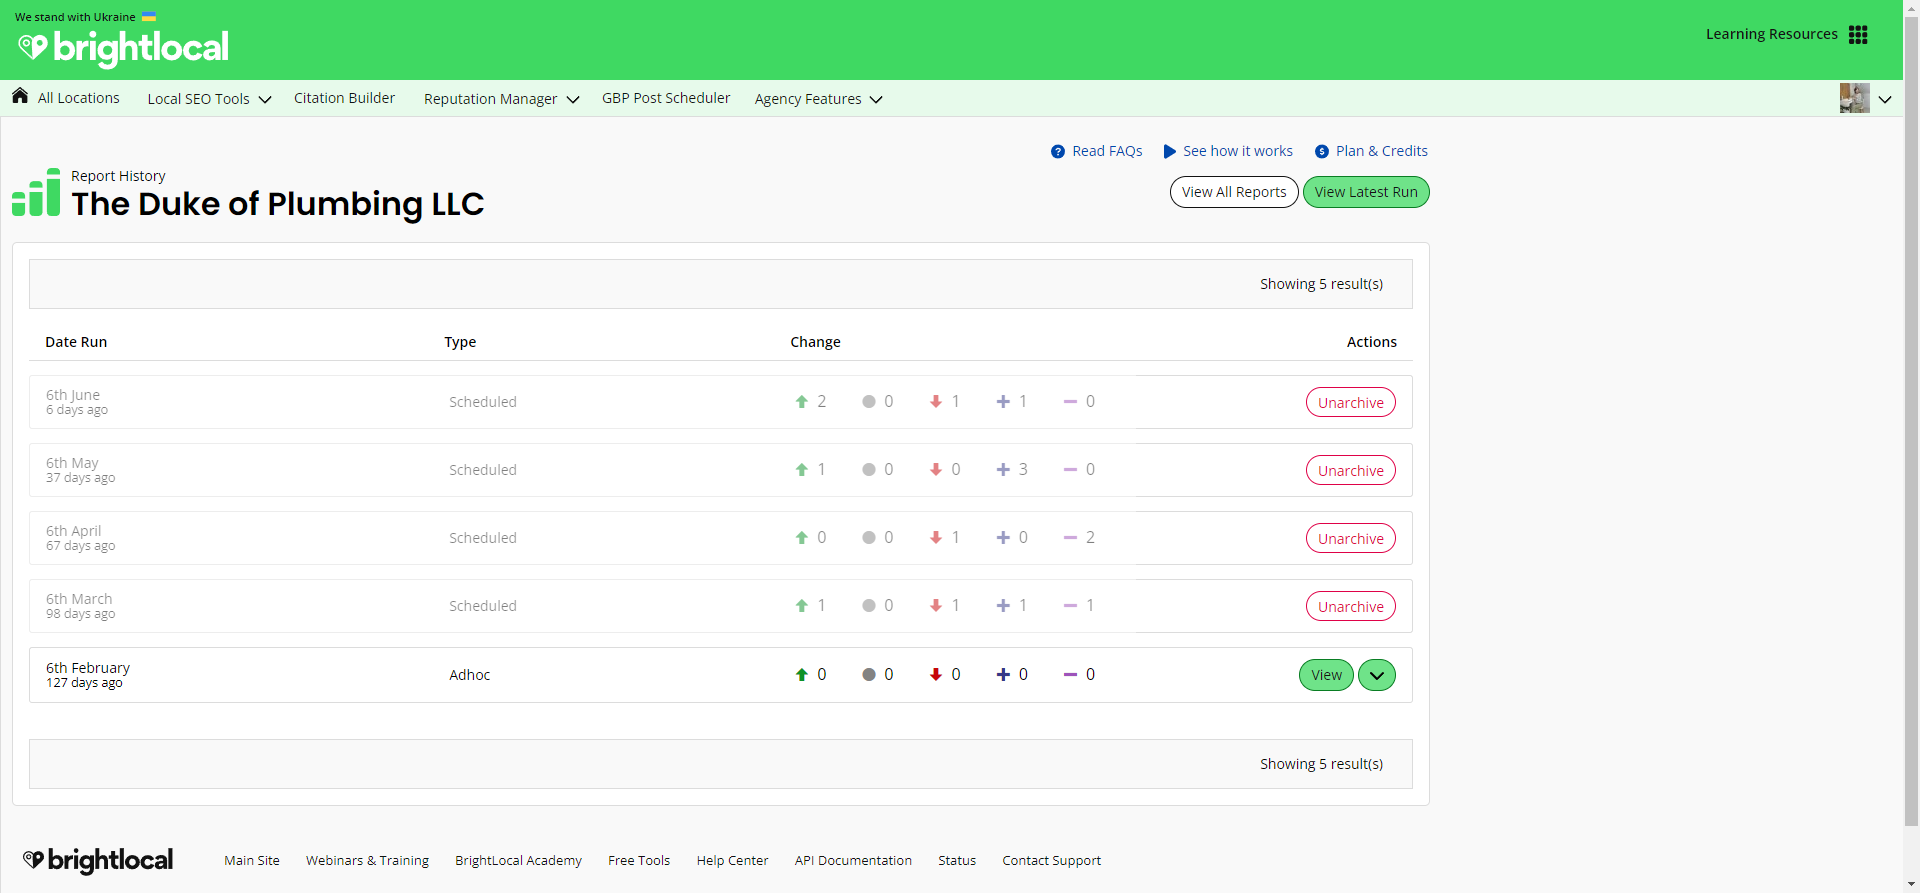 We stand with Ukraine
brightlocal
Learning Resources
All Locations Local SEO Tools Citation Builder Reputation Manager GBP Post Scheduler Agency Features
Read FAQs See how it works Plan & Credits
Report History
The Duke of Plumbing LLC
View All Reports View Latest Run
Showing 5 result(s)
Date Run Type Change Actions
6th June
6 days ago
Scheduled 2 0 1 1 0 Unarchive
6th May
37 days ago
Scheduled 1 0 0 3 0 Unarchive
6th April
67 days ago
Scheduled 0 0 1 0 2 Unarchive
6th March
98 days ago
Scheduled 1 0 1 1 1 Unarchive
6th February
127 days ago
Adhoc 0 0 0 0 0 View
Showing 5 result(s)
brightlocal Main Site Webinars & Training BrightLocal Academy Free Tools Help Center API Documentation Status Contact Support